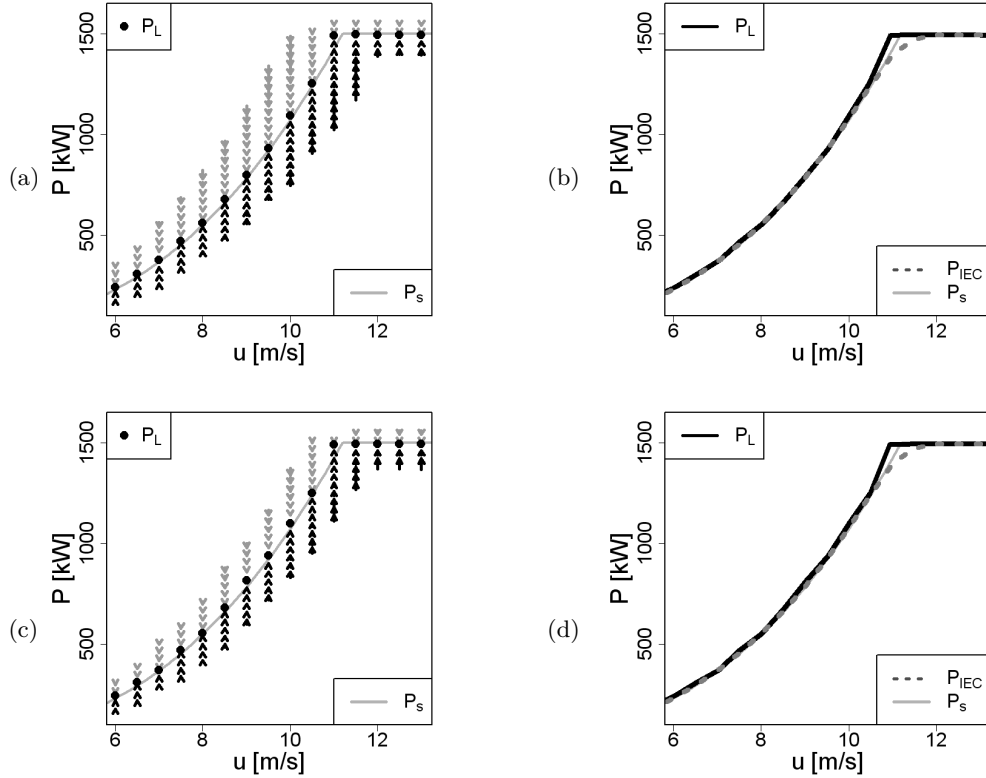 (a)
P [kW]
1500
1000
500
P_L
P_s
6 8 10 12
u [m/s]
(b)
P [kW]
1500
1000
500
P_L
P_IEC
P_s
6 8 10 12
u [m/s]
(c)
P [kW]
1500
1000
500
P_L
P_s
6 8 10 12
u [m/s]
(d)
P [kW]
1500
1000
500
P_L
P_IEC
P_s
6 8 10 12
u [m/s]